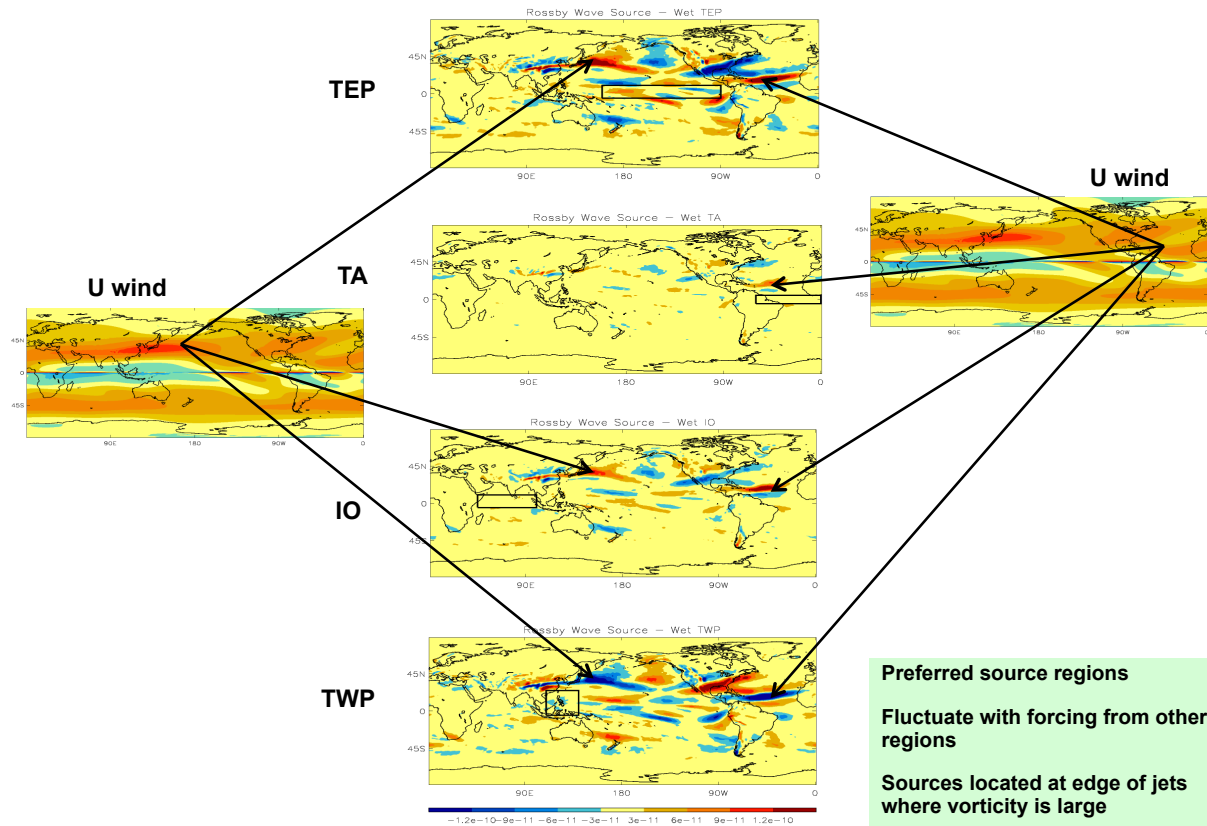 Rossby Wave Source – Wet TEP
TEP
45N
0
45S
90E 180 90W 0
U wind
45N
0
45S
90E 180 90W 0
Rossby Wave Source – Wet TA
TA
45N
0
45S
90E 180 90W 0
U wind
45N
0
45S
90E 180 90W 0
Rossby Wave Source – Wet IO
IO
45N
0
45S
90E 180 90W 0
Rossby Wave Source – Wet TWP
TWP
45N
0
45S
90E 180 90W 0
−1.2e−10 −9e−11 −6e−11 −3e−11 3e−11 6e−11 9e−11 1.2e−10
Preferred source regions
Fluctuate with forcing from other
regions
Sources located at edge of jets
where vorticity is large